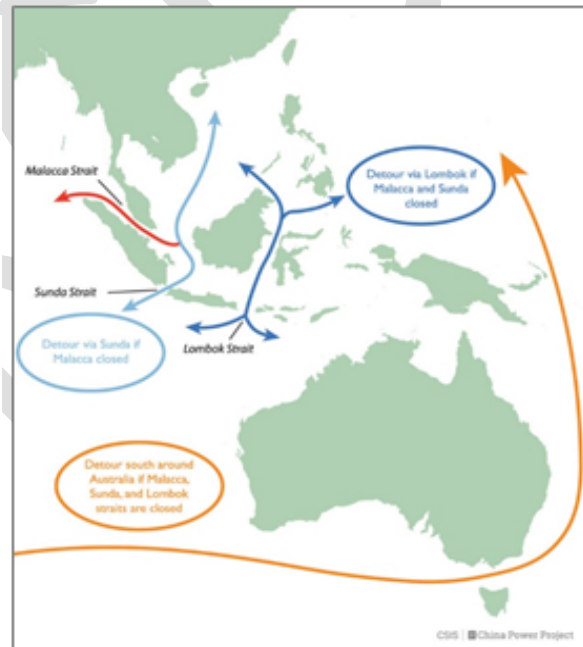 Malacca Strait
Detour via Lombok if
Malacca and Sunda
closed
Sunda Strait
Detour via Sunda if
Malacca closed
Lombok Strait
Detour south around
Australia if Malacca,
Sunda, and Lombok
straits are closed
CSIS | China Power Project